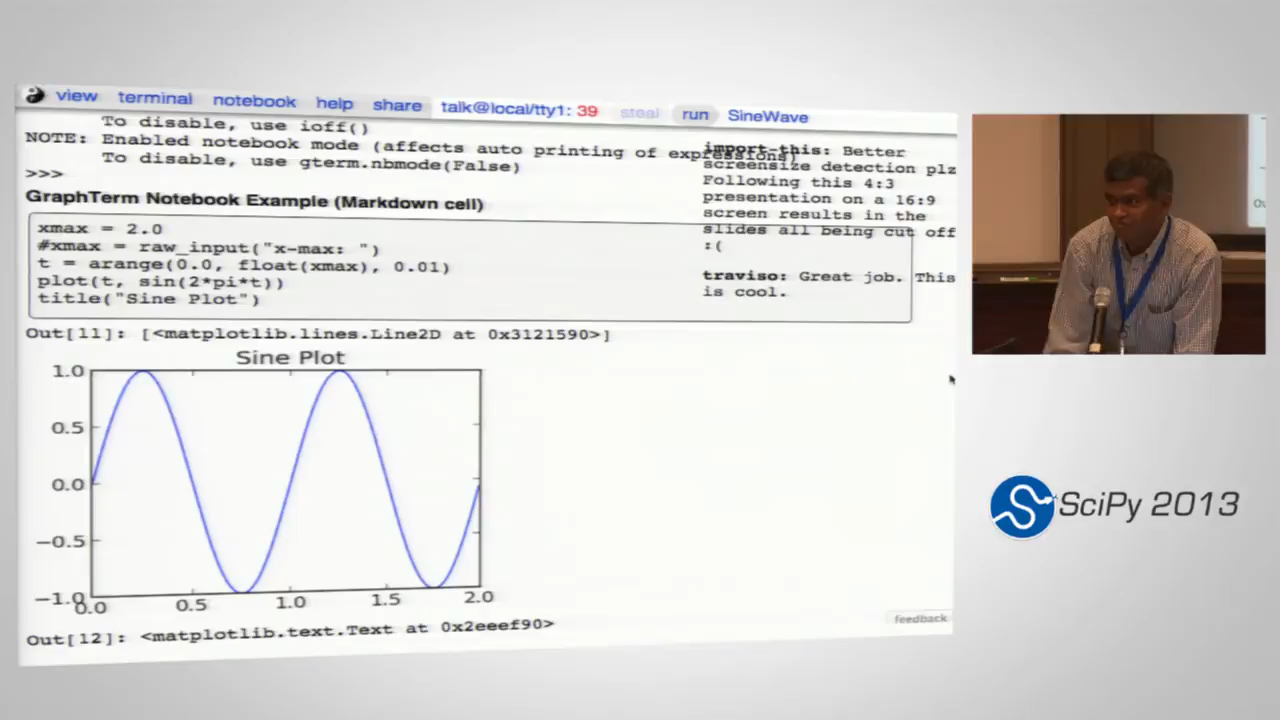 view terminal notebook help share talk@local/tty1: 39 steal run SineWave
To disable, use ioff()
NOTE: Enabled notebook mode (affects auto printing of expressions)
To disable, use gterm.nbmode(False)
>>>
import-this: Better
screensize detection plz
Following this 4:3
presentation on a 16:9
screen results in the
slides all being cut off
:(
traviso: Great job. This
is cool.
GraphTerm Notebook Example (Markdown cell)
xmax = 2.0
#xmax = raw_input("x-max: ")
t = arange(0.0, float(xmax), 0.01)
plot(t, sin(2*pi*t))
title("Sine Plot")
Out[11]: [<matplotlib.lines.Line2D at 0x3121590>]
Sine Plot
1.0
0.5
0.0
−0.5
−1.0
0.0 0.5 1.0 1.5 2.0
Out[12]: <matplotlib.text.Text at 0x2eeef90>
feedback
SciPy 2013